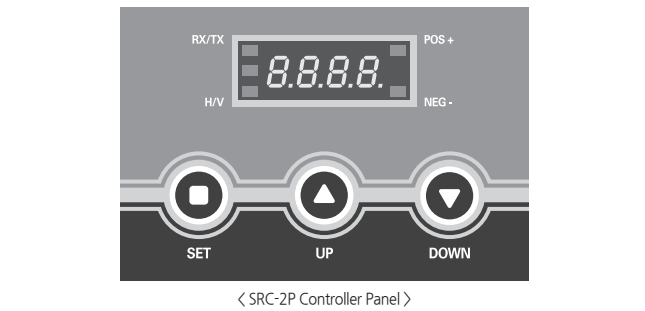 RX/TX
POS +
8.8.8.8.
H/V
NEG -
SET
UP
DOWN
〈 SRC-2P Controller Panel 〉